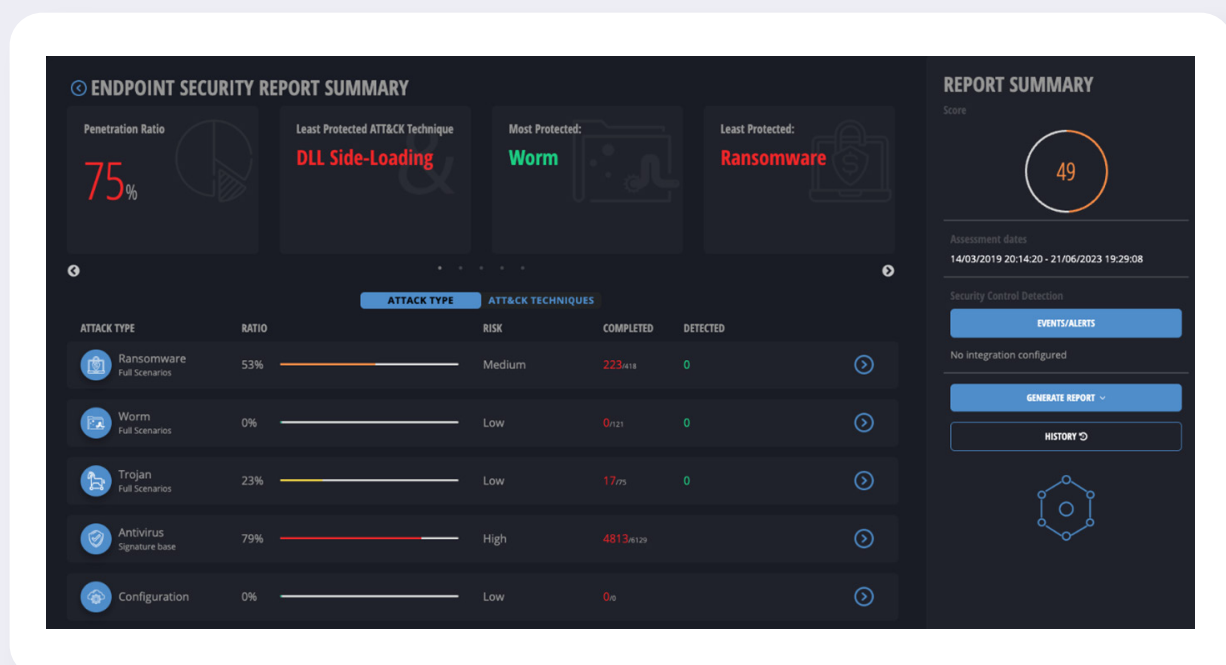 ENDPOINT SECURITY REPORT SUMMARY
Penetration Ratio
75%
Least Protected ATT&CK Technique
DLL Side-Loading
Most Protected:
Worm
Least Protected:
Ransomware
ATTACK TYPE
ATT&CK TECHNIQUES
ATTACK TYPE RATIO RISK COMPLETED DETECTED
Ransomware
Full Scenarios
53% Medium 223/418 0
Worm
Full Scenarios
0% Low 0/121 0
Trojan
Full Scenarios
23% Low 17/75 0
Antivirus
Signature base
79% High 4813/6129
Configuration
0% Low 0/0
REPORT SUMMARY
Score
49
Assessment dates
14/03/2019 20:14:20 - 21/06/2023 19:29:08
Security Control Detection
EVENTS/ALERTS
No integration configured
GENERATE REPORT
HISTORY